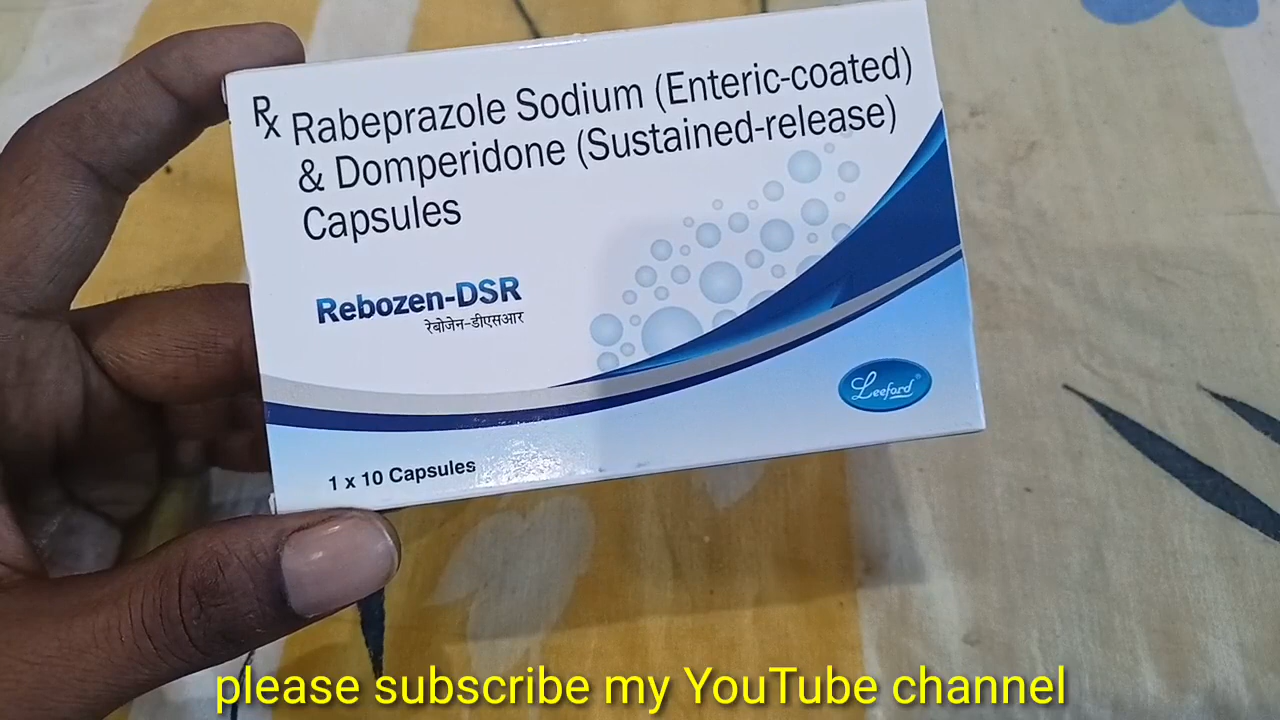 Rx Rabeprazole Sodium (Enteric-coated)
& Domperidone (Sustained-release)
Capsules
Rebozen-DSR
रेबोजेन-डीएसआर
Leeford®
1 x 10 Capsules
please subscribe my YouTube channel